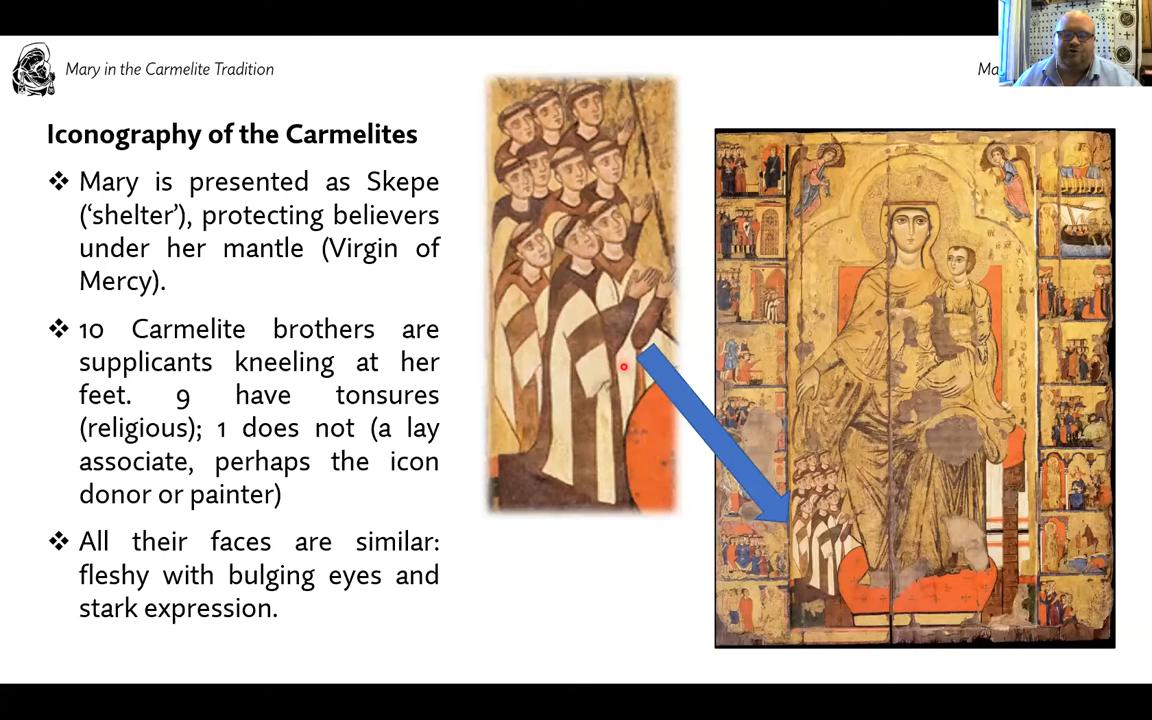 Mary in the Carmelite Tradition
Iconography of the Carmelites
❖ Mary is presented as Skepe
(‘shelter’), protecting believers
under her mantle (Virgin of
Mercy).
❖ 10 Carmelite brothers are
supplicants kneeling at her
feet. 9 have tonsures
(religious); 1 does not (a lay
associate, perhaps the icon
donor or painter)
❖ All their faces are similar:
fleshy with bulging eyes and
stark expression.